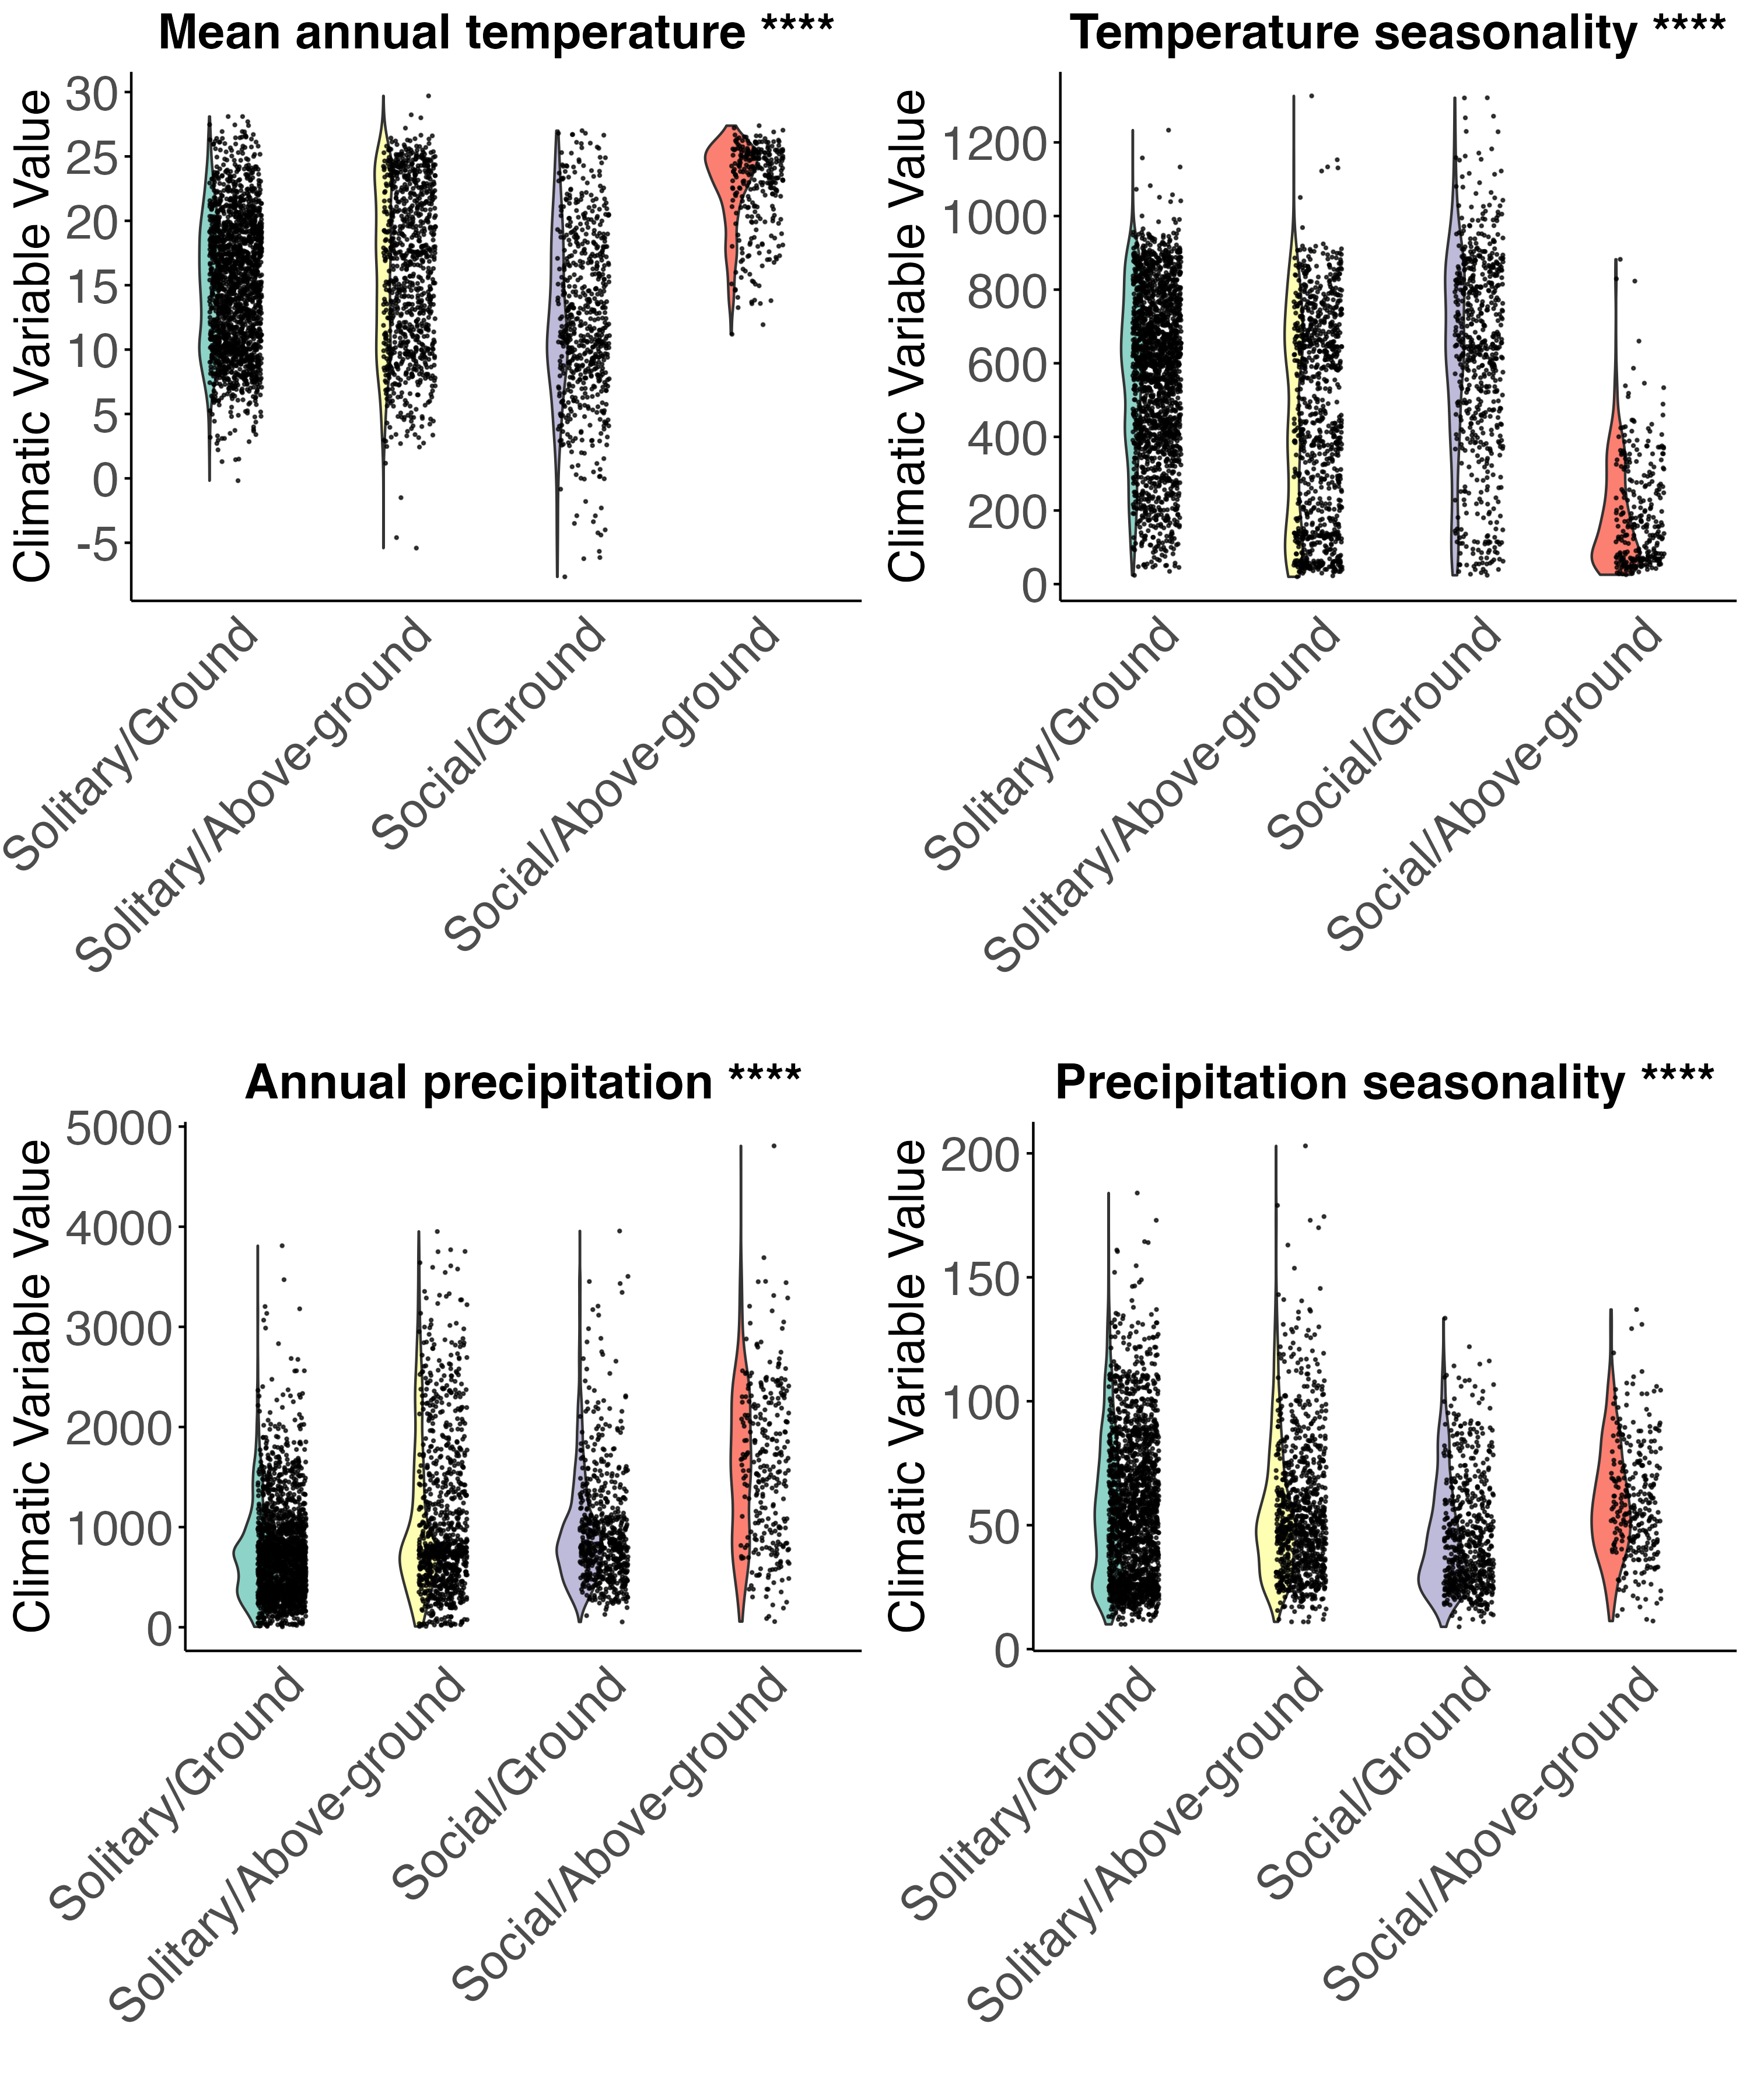 Mean annual temperature ****
Climatic Variable Value
30
25
20
15
10
5
0
-5
Solitary/Ground
Solitary/Above-ground
Social/Ground
Social/Above-ground
Temperature seasonality ****
Climatic Variable Value
1200
1000
800
600
400
200
0
Solitary/Ground
Solitary/Above-ground
Social/Ground
Social/Above-ground
Annual precipitation ****
Climatic Variable Value
5000
4000
3000
2000
1000
0
Solitary/Ground
Solitary/Above-ground
Social/Ground
Social/Above-ground
Precipitation seasonality ****
Climatic Variable Value
200
150
100
50
0
Solitary/Ground
Solitary/Above-ground
Social/Ground
Social/Above-ground